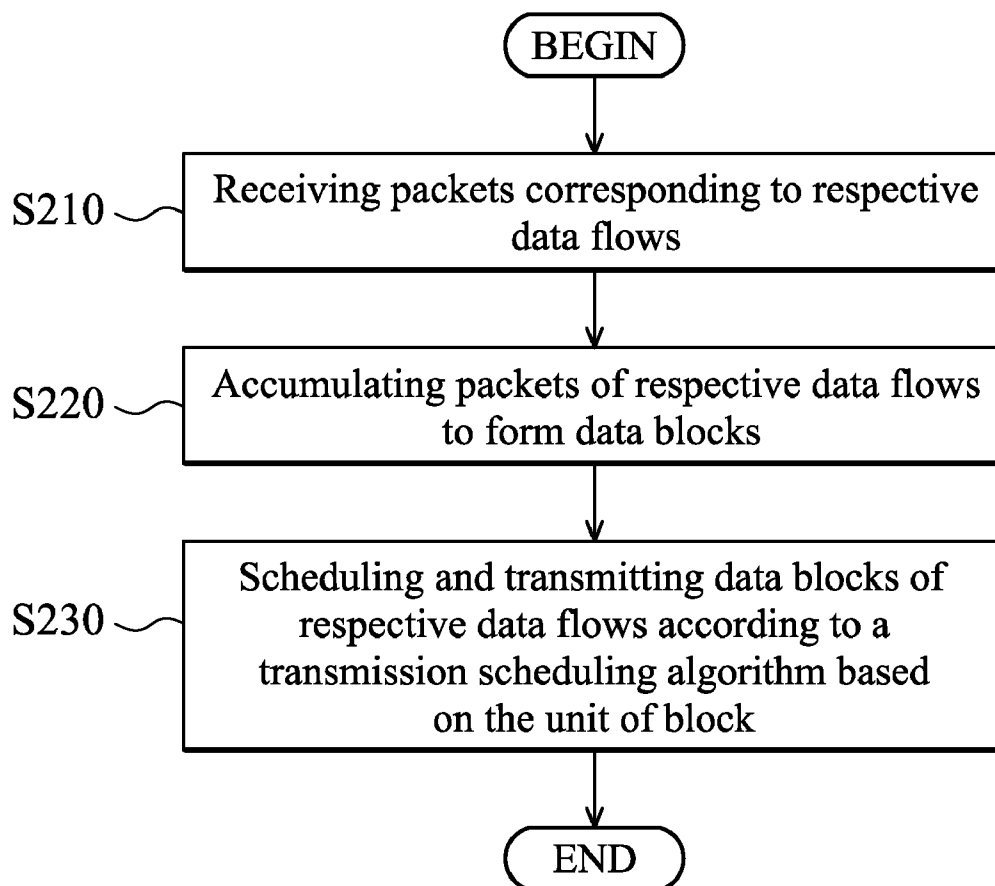 BEGIN
S210
Receiving packets corresponding to respective
data flows
S220
Accumulating packets of respective data flows
to form data blocks
S230
Scheduling and transmitting data blocks of
respective data flows according to a
transmission scheduling algorithm based
on the unit of block
END